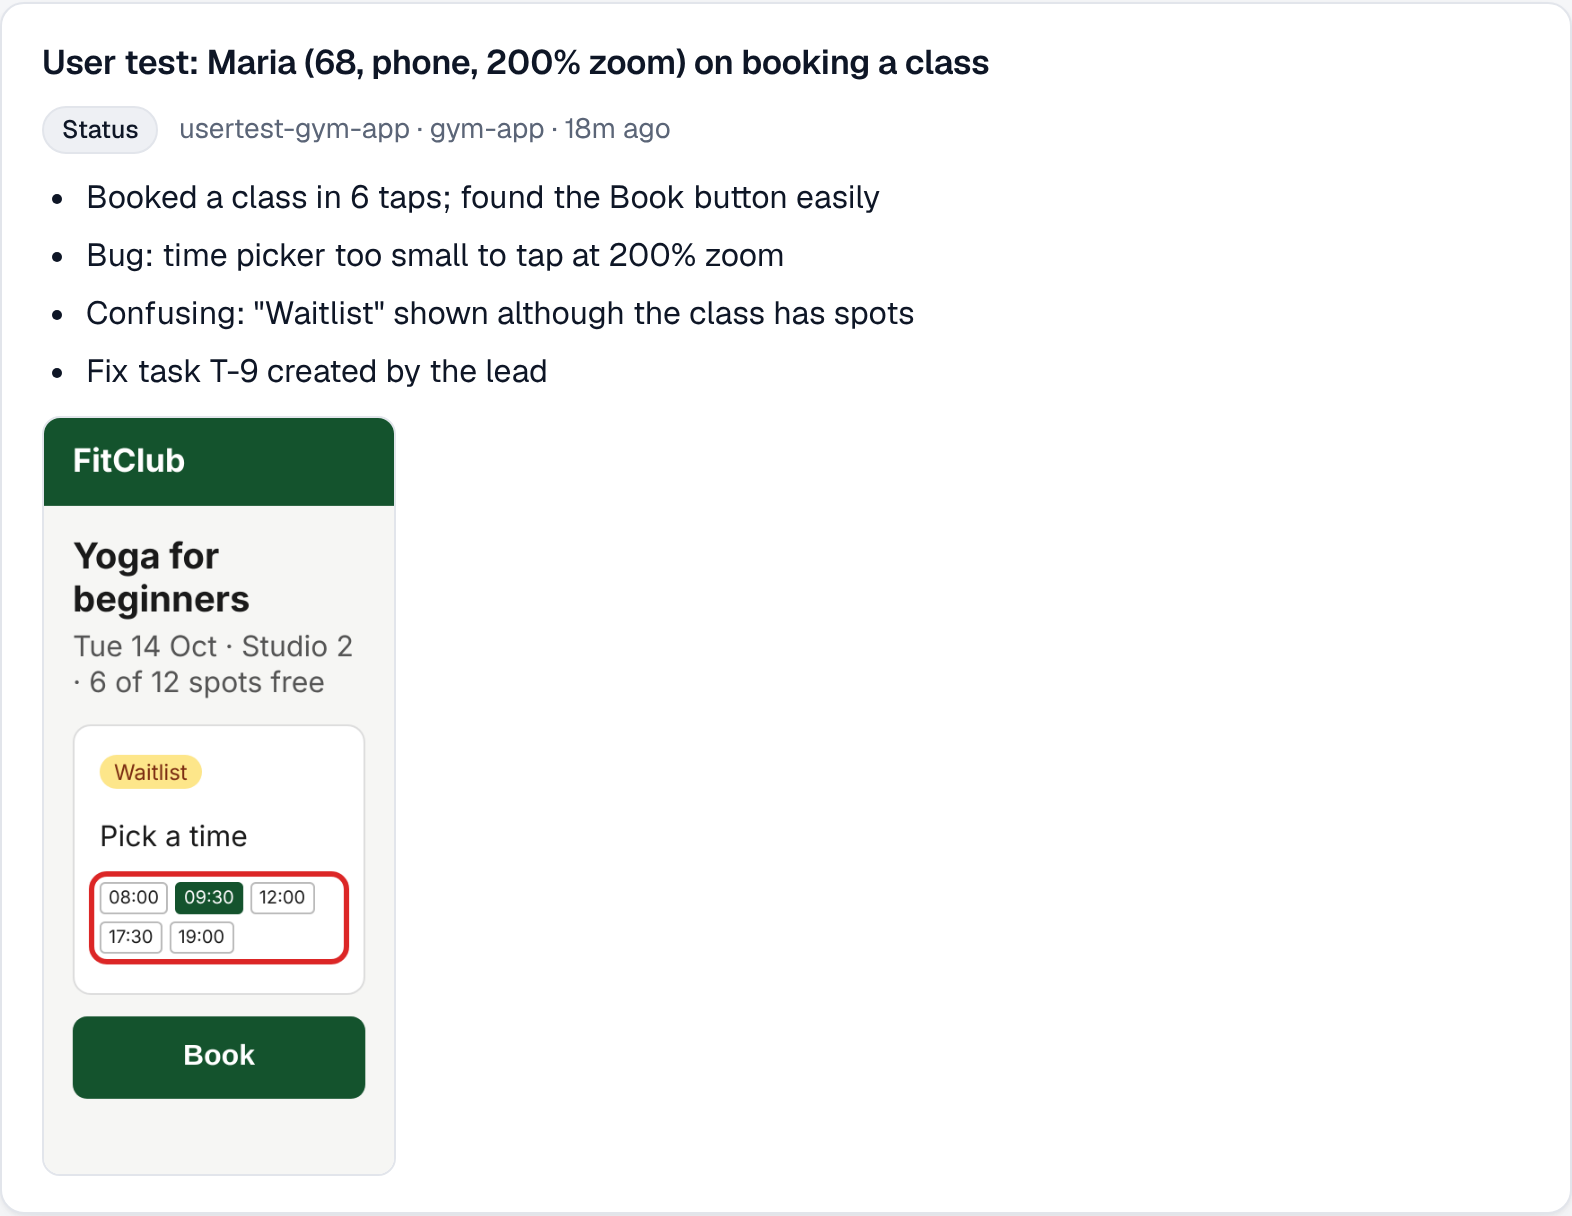 User test: Maria (68, phone, 200% zoom) on booking a class
Status usertest-gym-app · gym-app · 18m ago
• Booked a class in 6 taps; found the Book button easily
• Bug: time picker too small to tap at 200% zoom
• Confusing: "Waitlist" shown although the class has spots
• Fix task T-9 created by the lead
FitClub
Yoga for
beginners
Tue 14 Oct · Studio 2
· 6 of 12 spots free
Waitlist
Pick a time
08:00 09:30 12:00
17:30 19:00
Book